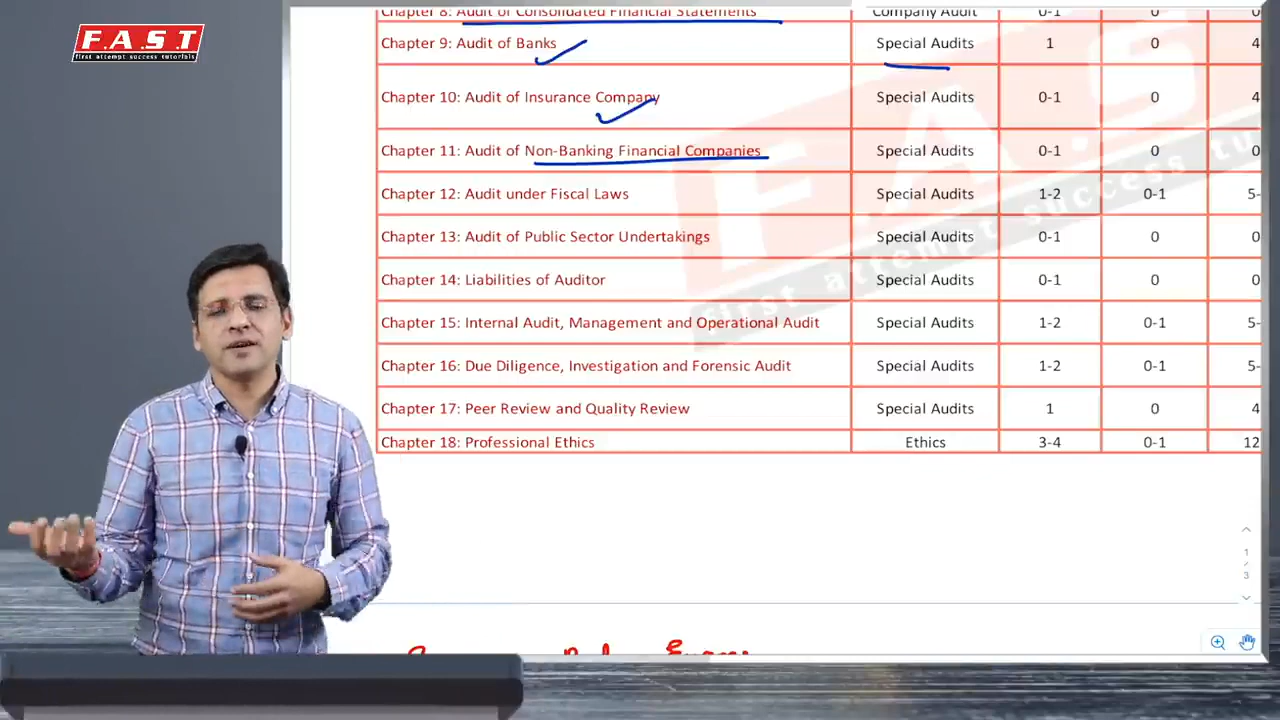 F.A.S.T
first attempt success tutorials
Chapter 8: Audit of Consolidated Financial Statements Company Audit 0-1 0 0
Chapter 9: Audit of Banks Special Audits 1 0 4
Chapter 10: Audit of Insurance Company Special Audits 0-1 0 4
Chapter 11: Audit of Non-Banking Financial Companies Special Audits 0-1 0 0
Chapter 12: Audit under Fiscal Laws Special Audits 1-2 0-1 5-
Chapter 13: Audit of Public Sector Undertakings Special Audits 0-1 0 0
Chapter 14: Liabilities of Auditor Special Audits 0-1 0 0
Chapter 15: Internal Audit, Management and Operational Audit Special Audits 1-2 0-1 5-
Chapter 16: Due Diligence, Investigation and Forensic Audit Special Audits 1-2 0-1 5-
Chapter 17: Peer Review and Quality Review Special Audits 1 0 4
Chapter 18: Professional Ethics Ethics 3-4 0-1 12
F.A.S
first attempt success tu
1
/
3